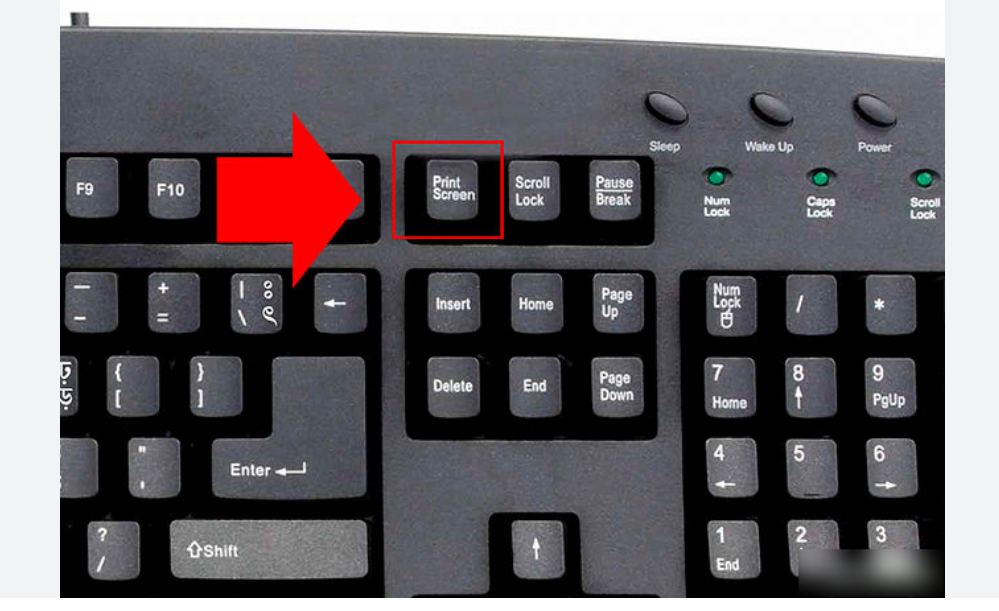 Sleep
Wake Up
Power
F9
F10
Print
Screen
Scroll
Lock
Pause
Break
Num
Lock
Caps
Lock
Scroll
Lock
—
-
+
=
|
\
Insert
Home
Page
Up
Num
Lock
/
*
{
[
}
]
Delete
End
Page
Down
7
Home
8
9
PgUp
"
'
Enter
4
5
6
?
/
Shift
1
End
2
3